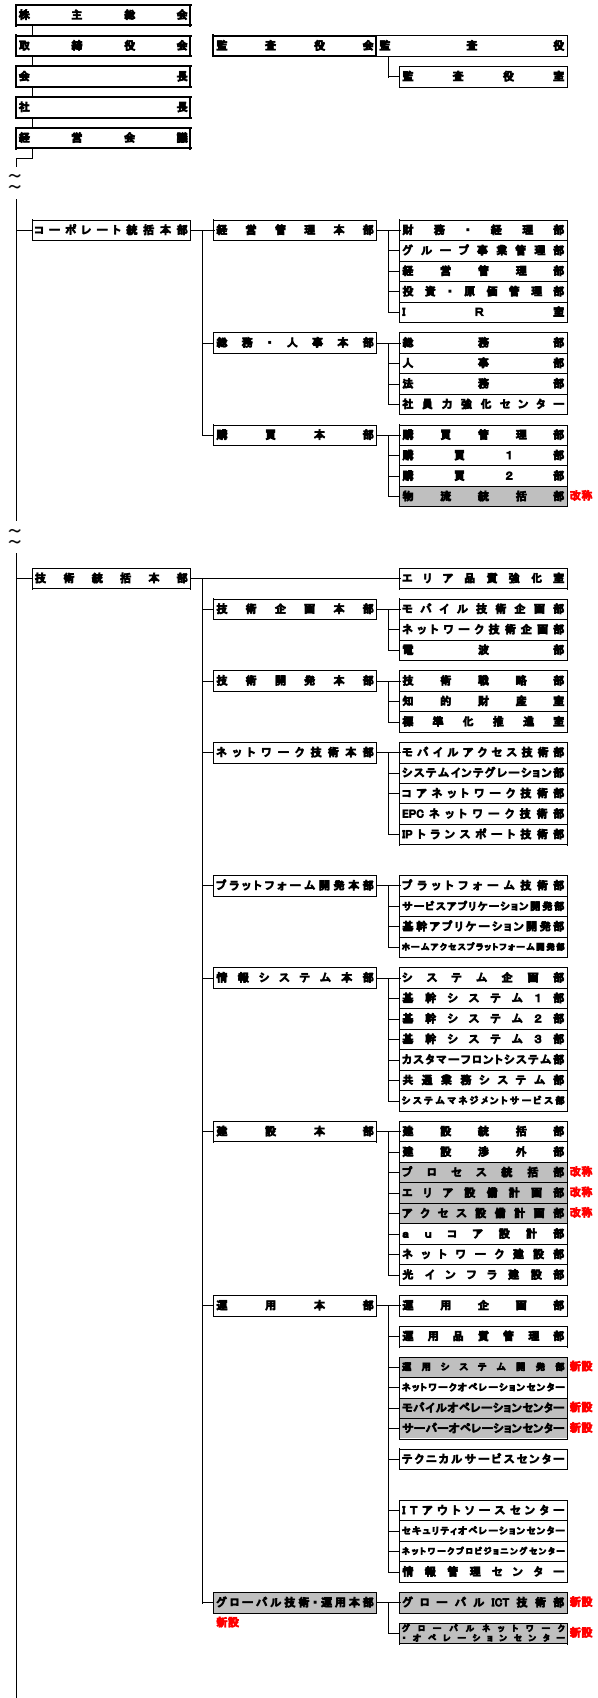 株主総会
取締役会 監査役会 監査役
会長 監査役室
社長
経営会議
コーポレート統括本部 経営管理本部 財務・経理部
グループ事業管理部
経営管理部
投資・原価管理部
IR室
総務・人事本部 総務部
人事部
法務部
社員力強化センター
購買本部 購買管理部
購買1部
購買2部
物流統括部 改称
技術統括本部 エリア品質強化室
技術企画本部 モバイル技術企画部
ネットワーク技術企画部
電波部
技術開発本部 技術戦略部
知的財産室
標準化推進室
ネットワーク技術本部 モバイルアクセス技術部
システムインテグレーション部
コアネットワーク技術部
EPCネットワーク技術部
IPトランスポート技術部
プラットフォーム開発本部 プラットフォーム技術部
サービスアプリケーション開発部
基幹アプリケーション開発部
ホームアクセスプラットフォーム開発部
情報システム本部 システム企画部
基幹システム1部
基幹システム2部
基幹システム3部
カスタマーフロントシステム部
共通業務システム部
システムマネジメントサービス部
建設本部 建設統括部
建設渉外部
プロセス統括部 改称
エリア設備計画部 改称
アクセス設備計画部 改称
auコア設計部
ネットワーク建設部
光インフラ建設部
運用本部 運用企画部
運用品質管理部
運用システム開発部 新設
ネットワークオペレーションセンター
モバイルオペレーションセンター 新設
サーバーオペレーションセンター 新設
テクニカルサービスセンター
ITアウトソースセンター
セキュリティオペレーションセンター
ネットワークプロビジョニングセンター
情報管理センター
グローバル技術・運用本部 グローバルICT技術部 新設
新設
グローバルネットワーク
・オペレーションセンター 新設